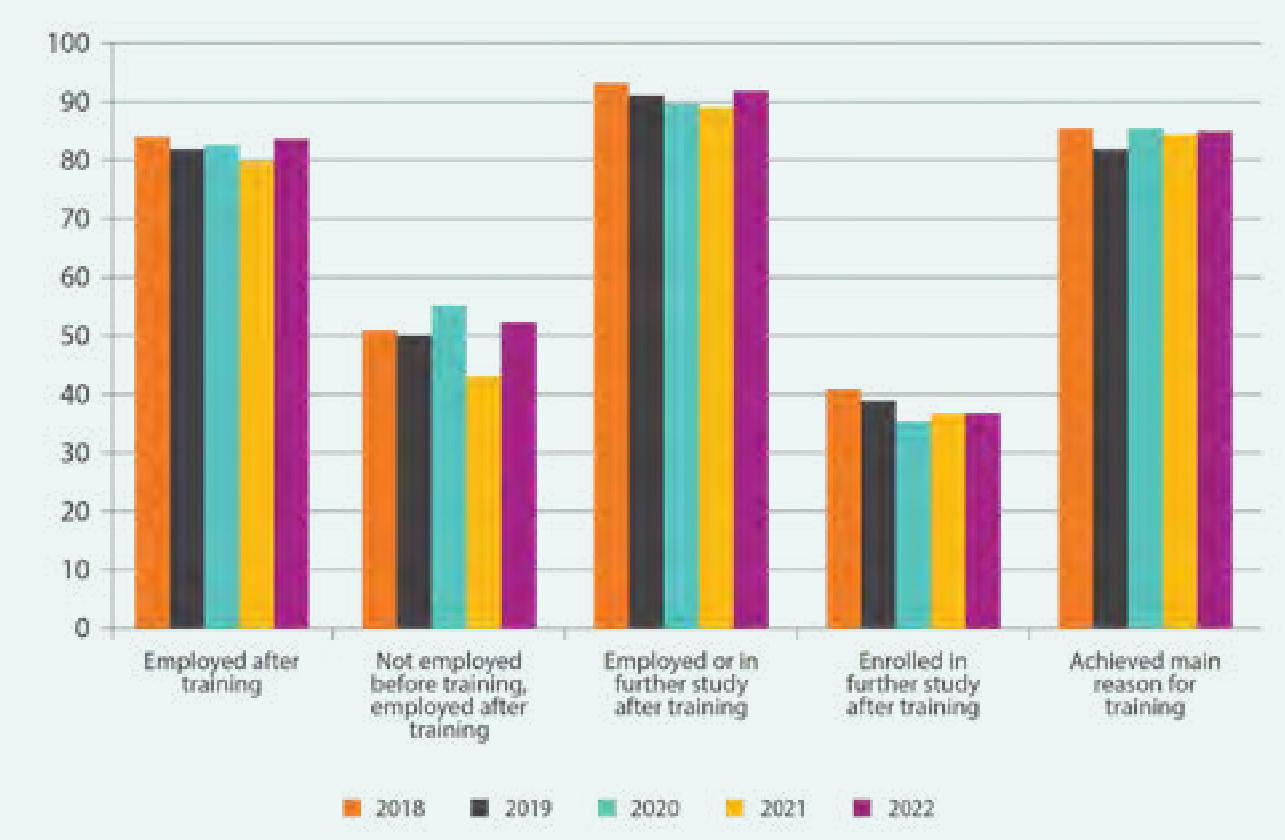 100
90
80
70
60
50
40
30
20
10
0
Employed after
training
Not employed
before training,
employed after
training
Employed or in
further study
after training
Enrolled in
further study
after training
Achieved main
reason for
training
2018 2019 2020 2021 2022